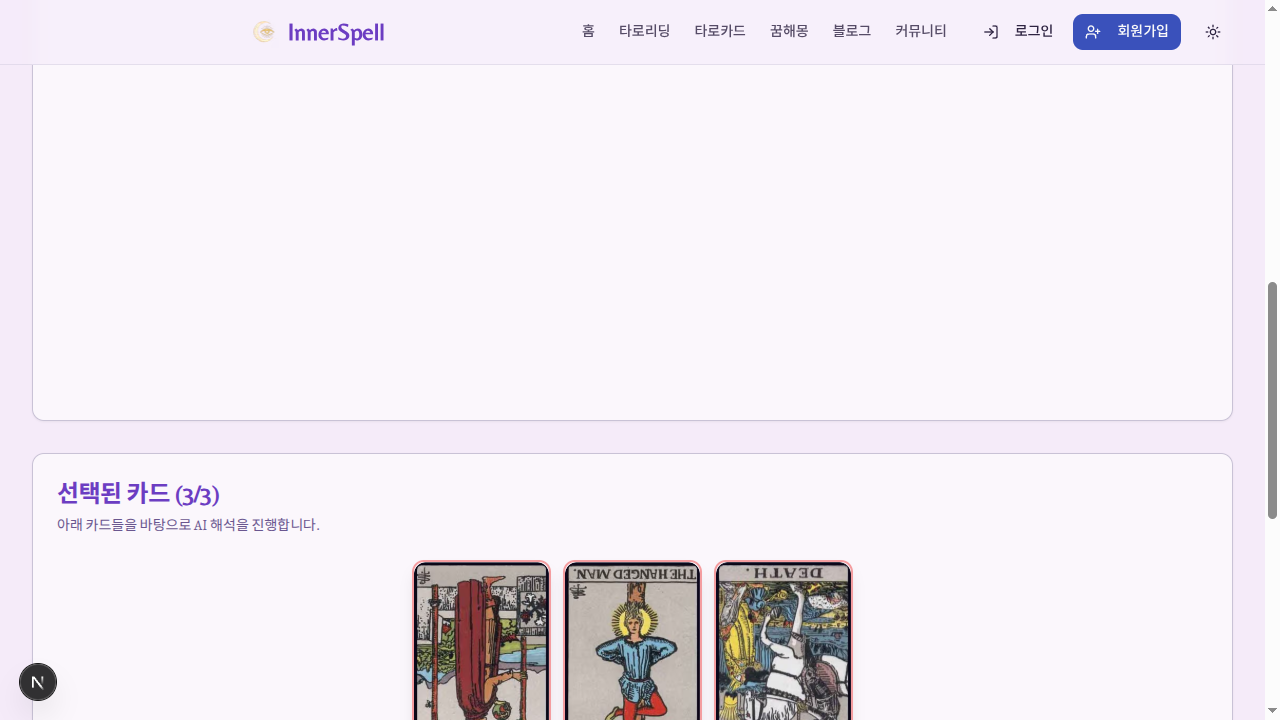 InnerSpell
홈
타로리딩
타로카드
꿈해몽
블로그
커뮤니티
로그인
회원가입
선택된 카드 (3/3)
아래 카드들을 바탕으로 AI 해석을 진행합니다.
THE HANGED MAN.
DEATH.
N